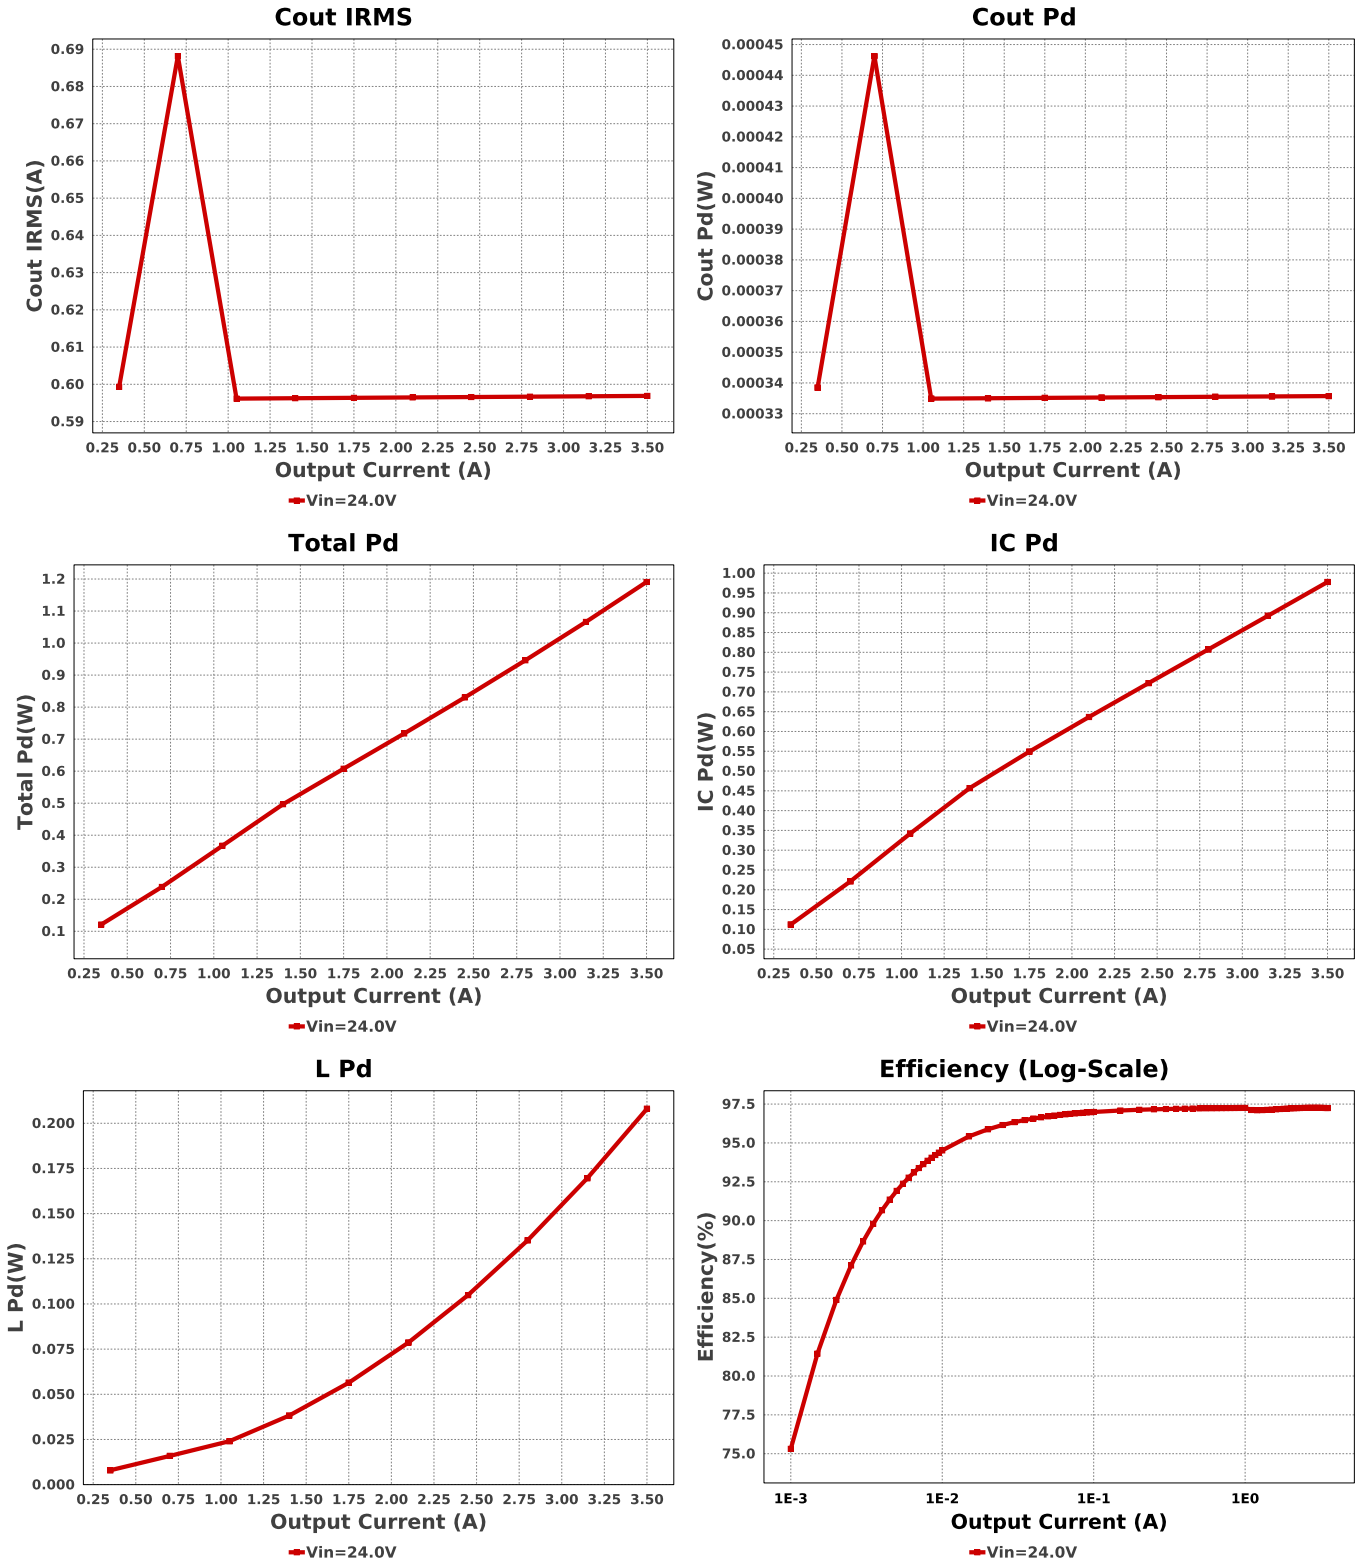 Cout IRMS
Cout IRMS(A)
0.69
0.68
0.67
0.66
0.65
0.64
0.63
0.62
0.61
0.60
0.59
0.25 0.50 0.75 1.00 1.25 1.50 1.75 2.00 2.25 2.50 2.75 3.00 3.25 3.50
Output Current (A)
Vin=24.0V
Cout Pd
Cout Pd(W)
0.00045
0.00044
0.00043
0.00042
0.00041
0.00040
0.00039
0.00038
0.00037
0.00036
0.00035
0.00034
0.00033
0.25 0.50 0.75 1.00 1.25 1.50 1.75 2.00 2.25 2.50 2.75 3.00 3.25 3.50
Output Current (A)
Vin=24.0V
Total Pd
Total Pd(W)
1.2
1.1
1.0
0.9
0.8
0.7
0.6
0.5
0.4
0.3
0.2
0.1
0.25 0.50 0.75 1.00 1.25 1.50 1.75 2.00 2.25 2.50 2.75 3.00 3.25 3.50
Output Current (A)
Vin=24.0V
IC Pd
IC Pd(W)
1.00
0.95
0.90
0.85
0.80
0.75
0.70
0.65
0.60
0.55
0.50
0.45
0.40
0.35
0.30
0.25
0.20
0.15
0.10
0.05
0.25 0.50 0.75 1.00 1.25 1.50 1.75 2.00 2.25 2.50 2.75 3.00 3.25 3.50
Output Current (A)
Vin=24.0V
L Pd
L Pd(W)
0.200
0.175
0.150
0.125
0.100
0.075
0.050
0.025
0.000
0.25 0.50 0.75 1.00 1.25 1.50 1.75 2.00 2.25 2.50 2.75 3.00 3.25 3.50
Output Current (A)
Vin=24.0V
Efficiency (Log-Scale)
Efficiency(%)
97.5
95.0
92.5
90.0
87.5
85.0
82.5
80.0
77.5
75.0
1E-3 1E-2 1E-1 1E0
Output Current (A)
Vin=24.0V